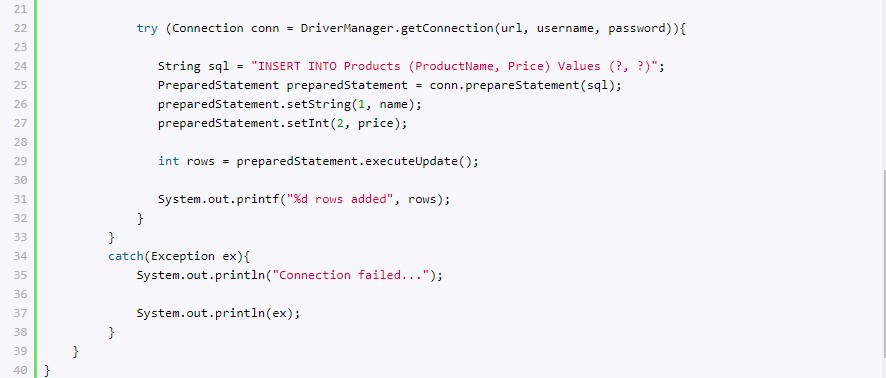 21
22 try (Connection conn = DriverManager.getConnection(url, username, password)){
23
24 String sql = "INSERT INTO Products (ProductName, Price) Values (?, ?)";
25 PreparedStatement preparedStatement = conn.prepareStatement(sql);
26 preparedStatement.setString(1, name);
27 preparedStatement.setInt(2, price);
28
29 int rows = preparedStatement.executeUpdate();
30
31 System.out.printf("%d rows added", rows);
32 }
33 }
34 catch(Exception ex){
35 System.out.println("Connection failed...");
36
37 System.out.println(ex);
38 }
39 }
40 }